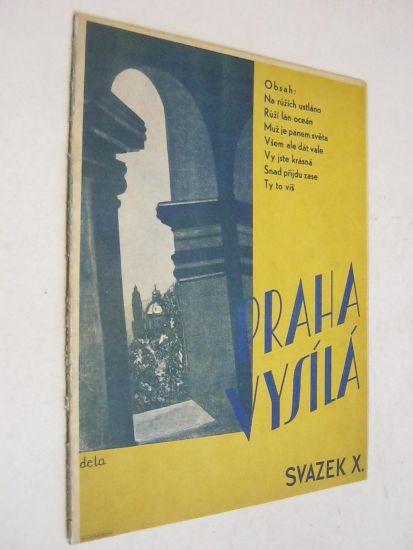 Obsah:
Na růžích ustláno
Růží lán oceán
Muž je pánem světa
Všem ale dát vale
Vy jste krásná
Snad přijdu zase
Ty to víš
PRAHA
VYSÍLÁ
dela
SVAZEK X.